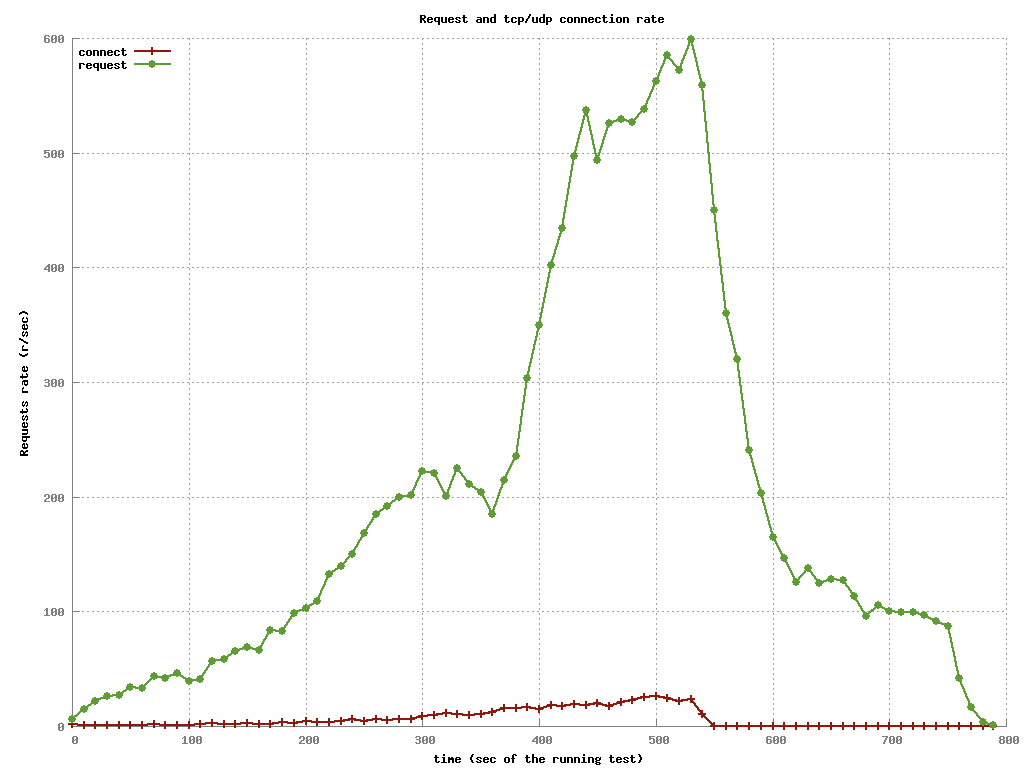 Request and tcp/udp connection rate
600
connect
request
500
400
300
200
100
0
Requests rate (r/sec)
0 100 200 300 400 500 600 700 800
time (sec of the running test)